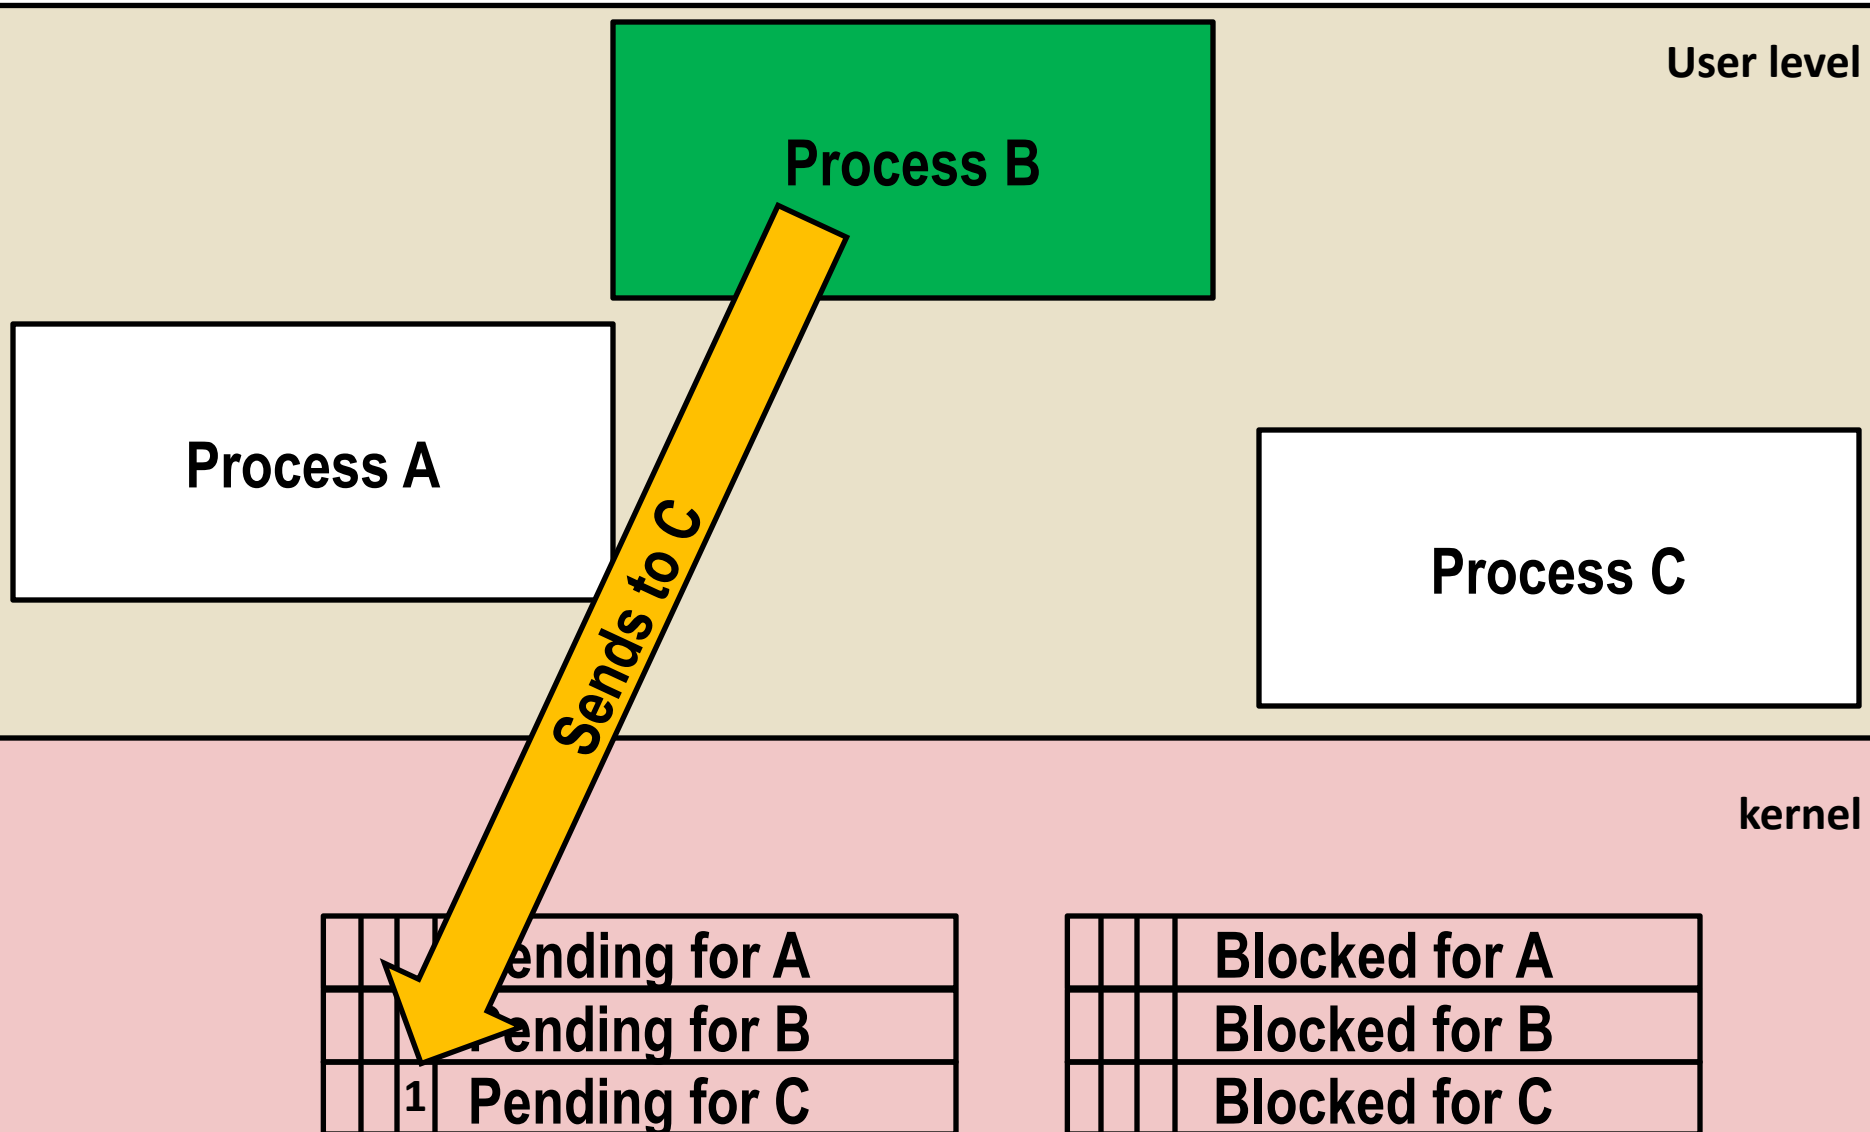 User level
Process B
Process A
Sends to C
Process C
kernel
ending for A
Blocked for A
ending for B
Blocked for B
1
Pending for C
Blocked for C